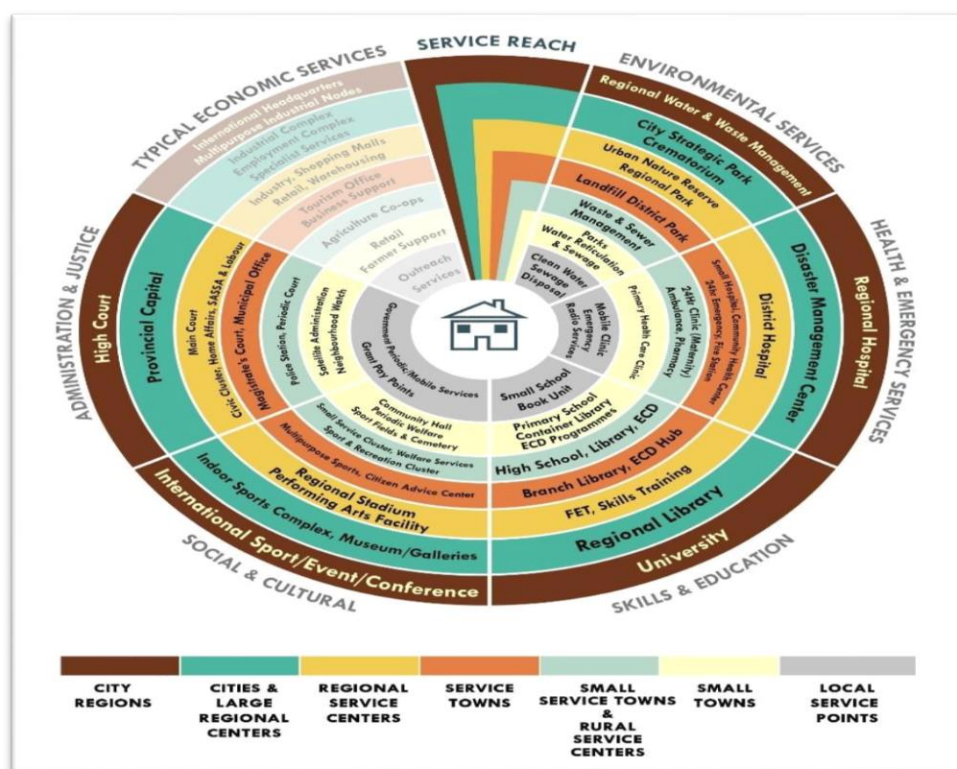 SERVICE REACH
ENVIRONMENTAL SERVICES
Regional Water & Waste Management
City Strategic Park
Crematorium
Urban Nature Reserve
Regional Park
Landfill District Park
Waste & Sewer
Management
Parks
Water Reticulation
& Sewage
Clean Water
Sewage
Disposal
HEALTH & EMERGENCY SERVICES
Regional Hospital
Disaster Management Center
District Hospital
Small Hospital, Community Health Center
24hr Emergency, Fire Station
24Hr Clinic (Maternity)
Ambulance, Pharmacy
Primary Health Care Clinic
Mobile Clinic
Emergency
Radio Services
SKILLS & EDUCATION
University
Regional Library
FET, Skills Training
Branch Library, ECD Hub
High School, Library, ECD
Primary School
Container Library
ECD Programmes
Small School
Book Unit
SOCIAL & CULTURAL
International Sport/Event/Conference
Indoor Sports Complex, Museum/Galleries
Regional Stadium
Performing Arts Facility
Multipurpose Sports, Citizen Advice Center
Small Service Cluster, Welfare Services
Sport & Recreation Cluster
Community Hall
Periodic Welfare
Sport Fields & Cemetery
Government Periodic/Mobile Services
Grant Pay Points
ADMINISTRATION & JUSTICE
High Court
Provincial Capital
Main Court
Civic Cluster, Home Affairs, SASSA & Labour
Magistrate's Court, Municipal Office
Police Station, Periodic Court
Satellite Administration
Neighbourhood Watch
TYPICAL ECONOMIC SERVICES
International Headquarters
Multipurpose Industrial Nodes
Industrial Complex
Employment Complex
Specialist Services
Industry, Shopping Malls
Retail, Warehousing
Tourism Office
Business Support
Agriculture Co-ops
Retail
Farmer Support
Outreach
Services
CITY
REGIONS
CITIES &
LARGE
REGIONAL
CENTERS
REGIONAL
SERVICE
CENTERS
SERVICE
TOWNS
SMALL
SERVICE TOWNS
&
RURAL
SERVICE
CENTERS
SMALL
TOWNS
LOCAL
SERVICE
POINTS